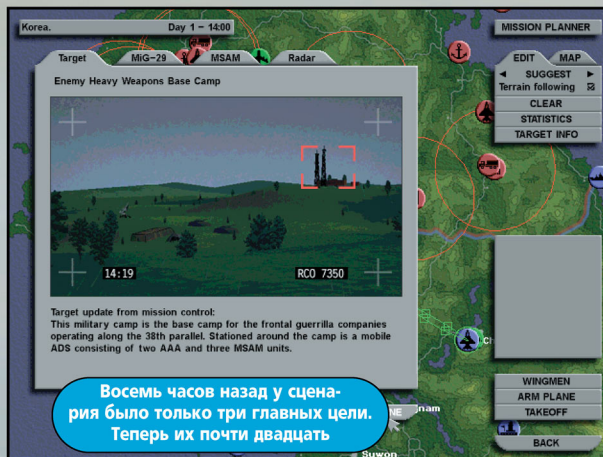 Korea.
Day 1 - 14:00
MISSION PLANNER
Target
MiG-29
MSAM
Radar
EDIT
MAP
SUGGEST
Terrain following
CLEAR
STATISTICS
TARGET INFO
Enemy Heavy Weapons Base Camp
14:19
RCO 7350
Target update from mission control:
This military camp is the base camp for the frontal guerrilla companies
operating along the 38th parallel. Stationed around the camp is a mobile
ADS consisting of two AAA and three MSAM units.
Восемь часов назад у сцена-
рия было только три главных цели.
Теперь их почти двадцать
Suwon
WINGMEN
ARM PLANE
TAKEOFF
BACK